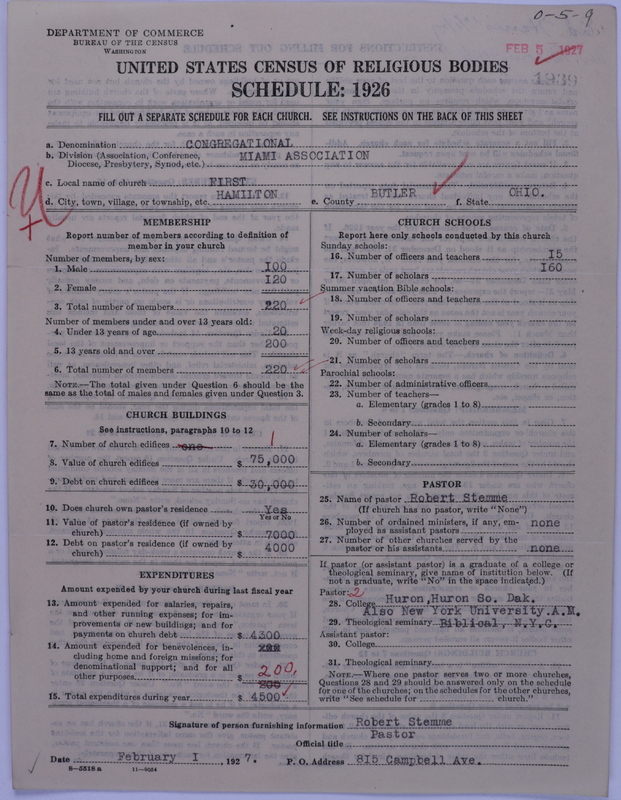 0-5-9
DEPARTMENT OF COMMERCE
BUREAU OF THE CENSUS
WASHINGTON
FEB 5 1927
1939
UNITED STATES CENSUS OF RELIGIOUS BODIES
SCHEDULE: 1926
FILL OUT A SEPARATE SCHEDULE FOR EACH CHURCH. SEE INSTRUCTIONS ON THE BACK OF THIS SHEET
a. Denomination CONGREGATIONAL
b. Division (Association, Conference, Diocese, Presbytery, Synod, etc.) MIAMI ASSOCIATION
c. Local name of church FIRST
d. City, town, village, or township, etc. HAMILTON e. County BUTLER f. State OHIO.
MEMBERSHIP
Report number of members according to definition of
member in your church
Number of members, by sex:
1. Male 100
2. Female 120
3. Total number of members 220
Number of members under and over 13 years old:
4. Under 13 years of age 20
5. 13 years old and over 200
6. Total number of members 220
NOTE.—The total given under Question 6 should be the
same as the total of males and females given under Question 3.
CHURCH BUILDINGS
See instructions, paragraphs 10 to 12
7. Number of church edifices one 1
8. Value of church edifices $ 75,000
9. Debt on church edifices $ 30,000
10. Does church own pastor's residence Yes
Yes or No
11. Value of pastor's residence (if owned by
church) $ 7000
12. Debt on pastor's residence (if owned by
church) $ 4000
EXPENDITURES
Amount expended by your church during last fiscal year
13. Amount expended for salaries, repairs,
and other running expenses; for im-
provements or new buildings; and for
payments on church debt $ 4300
14. Amount expended for benevolences, in-
cluding home and foreign missions; for
denominational support; and for all
other purposes $ 200,
200
15. Total expenditures during year $ 4500
CHURCH SCHOOLS
Report here only schools conducted by this church
Sunday schools:
16. Number of officers and teachers 15
17. Number of scholars 160
Summer vacation Bible schools:
18. Number of officers and teachers
19. Number of scholars
Week-day religious schools:
20. Number of officers and teachers
21. Number of scholars
Parochial schools:
22. Number of administrative officers
23. Number of teachers—
a. Elementary (grades 1 to 8)
b. Secondary
24. Number of scholars—
a. Elementary (grades 1 to 8)
b. Secondary
PASTOR
25. Name of pastor Robert Stemme
(If church has no pastor, write "None")
26. Number of ordained ministers, if any, em-
ployed as assistant pastors none
27. Number of other churches served by the
pastor or his assistants none
If pastor (or assistant pastor) is a graduate of a college or
theological seminary, give name of institution below. (If
not a graduate, write "No" in the space indicated.)
Pastor: 2
28. College Huron, Huron So. Dak.
Also New York University.A.M.
29. Theological seminary Biblical, N.Y.C.
Assistant pastor:
30. College
31. Theological seminary
NOTE.—Where one pastor serves two or more churches,
Questions 28 and 29 should be answered only on the schedule
for one of the churches; on the schedules for the other churches,
write "See schedule for church."
Signature of person furnishing information Robert Stemme
Official title Pastor
Date February 1, 1927. P. O. Address 815 Campbell Ave.
8—5518a 11—9034